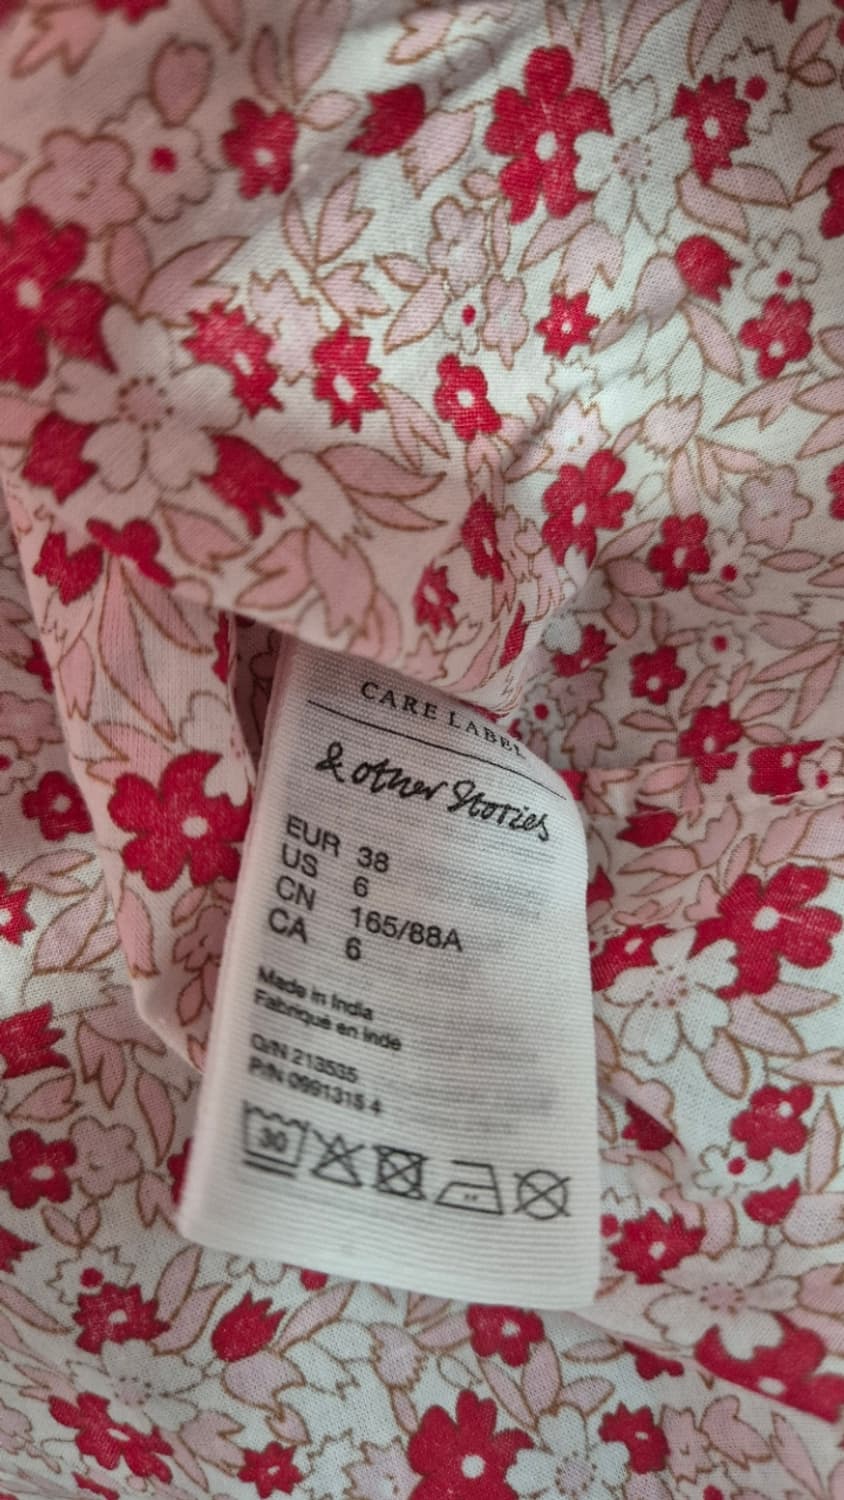 CARE LABEL
& other Stories
EUR 38
US 6
CN 165/88A
CA 6
Made in India
Fabriqué en Inde
O/N 213535
P/N 0991315 4
30